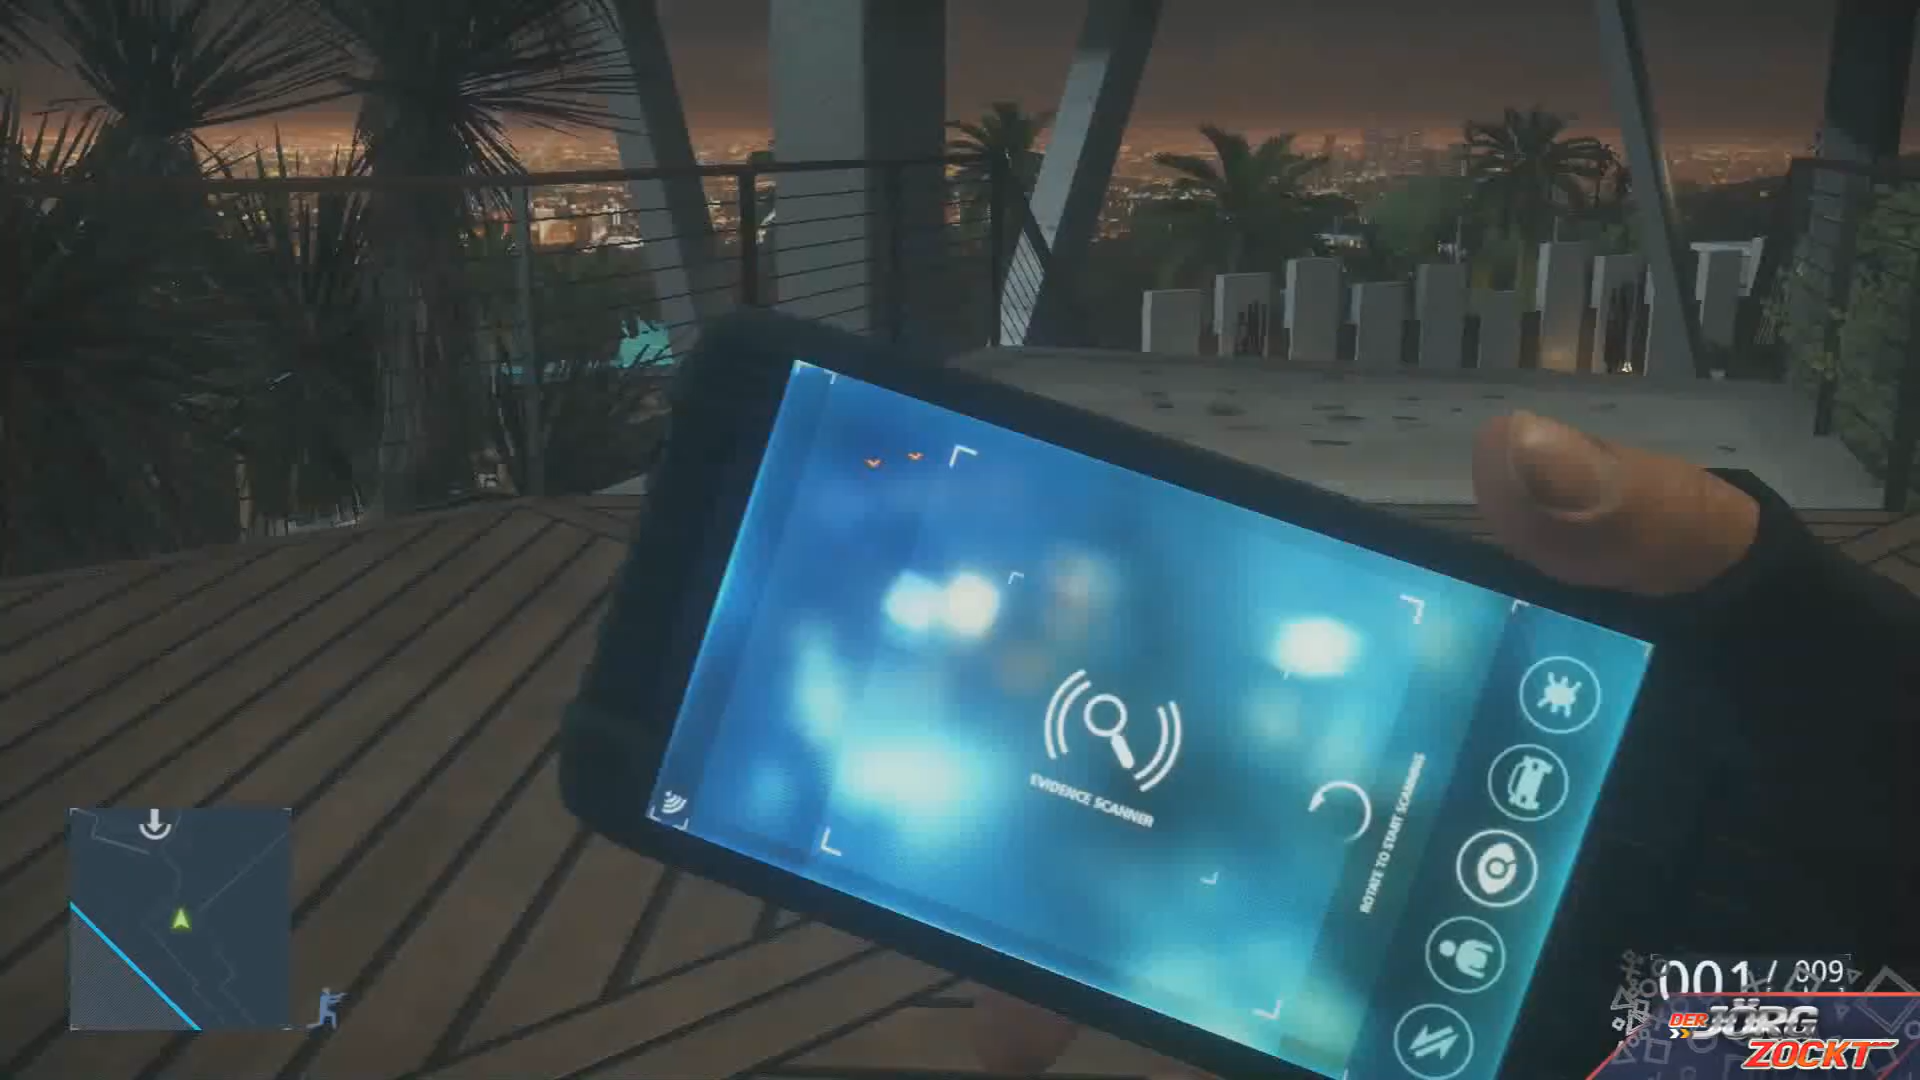 EVIDENCE SCANNER
ROTATE TO START SCANNING
001 / 009
DER JÖRG
ZOCKT